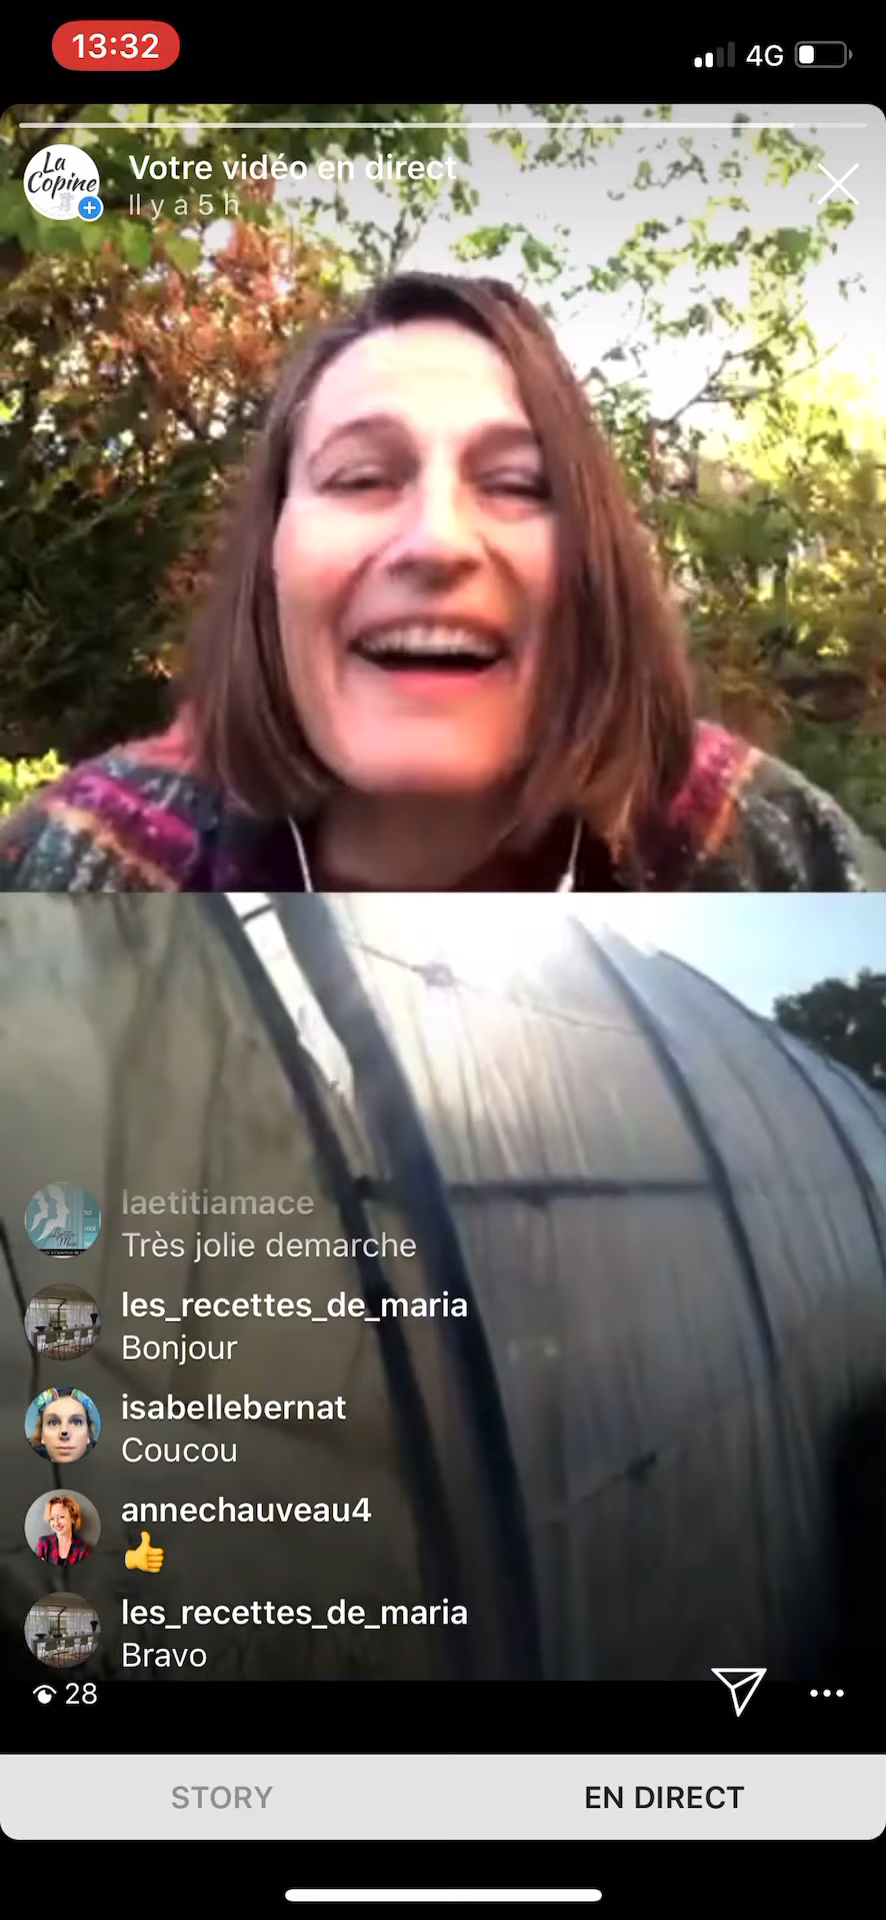 13:32
4G
La
Copine
Votre vidéo en direct
Il y a 5 h
laetitiamace
Très jolie demarche
les_recettes_de_maria
Bonjour
isabellebernat
Coucou
annechauveau4
👍
les_recettes_de_maria
Bravo
28
STORY
EN DIRECT